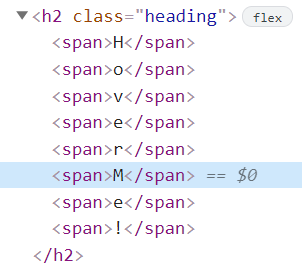 ▼<h2 class="heading"> flex
<span>H</span>
<span>o</span>
<span>v</span>
<span>e</span>
<span>r</span>
<span>M</span> == $0
<span>e</span>
<span>!</span>
</h2>